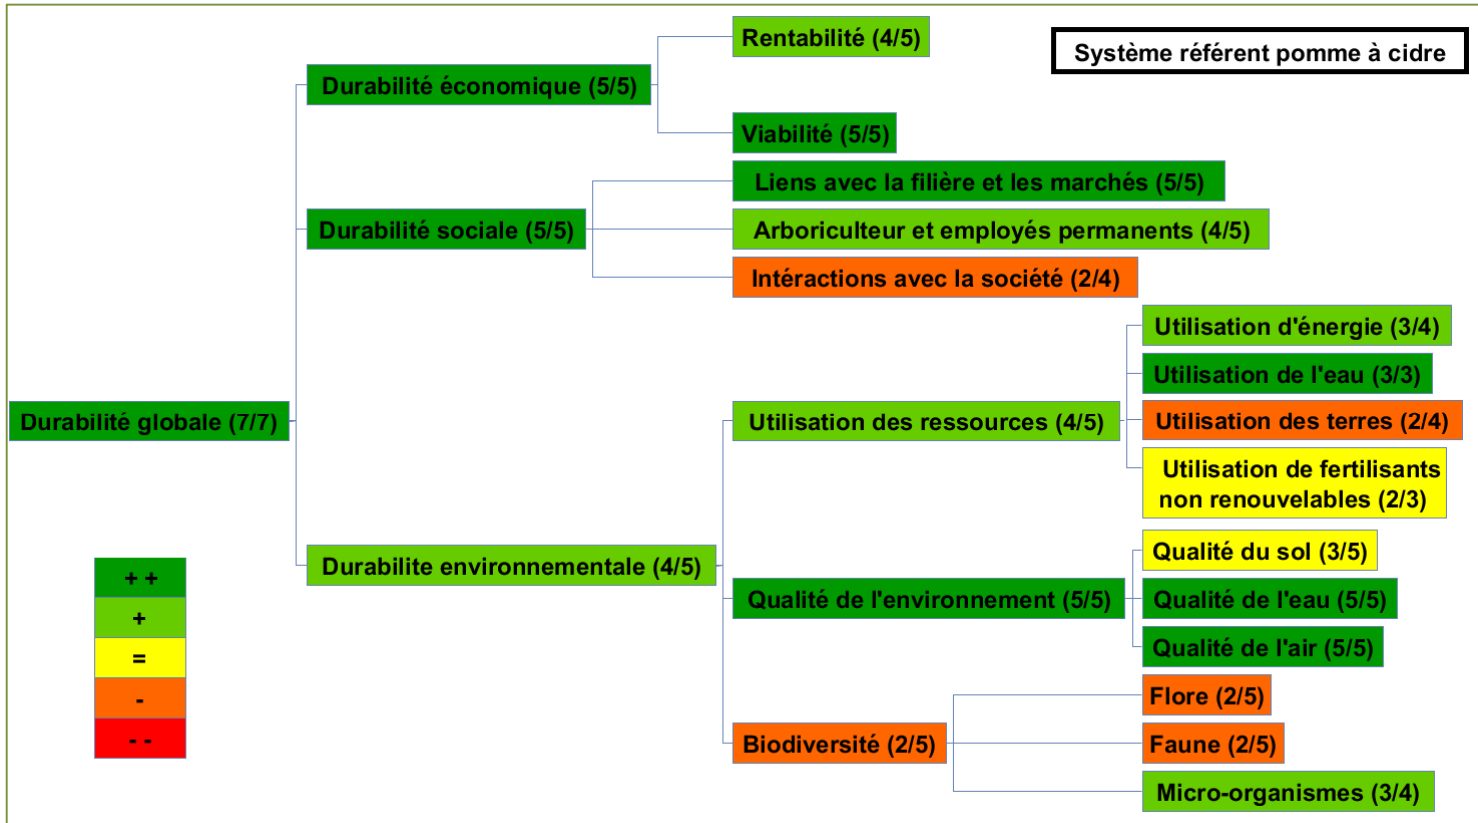 Rentabilité (4/5)
Système référent pomme à cidre
Durabilité économique (5/5)
Viabilité (5/5)
Liens avec la filière et les marchés (5/5)
Durabilité sociale (5/5)
Arboriculteur et employés permanents (4/5)
Intéractions avec la société (2/4)
Utilisation d'énergie (3/4)
Utilisation de l'eau (3/3)
Durabilité globale (7/7)
Utilisation des ressources (4/5)
Utilisation des terres (2/4)
Utilisation de fertilisants
non renouvelables (2/3)
Durabilite environnementale (4/5)
Qualité du sol (3/5)
Qualité de l'environnement (5/5)
Qualité de l'eau (5/5)
Qualité de l'air (5/5)
Flore (2/5)
Biodiversité (2/5)
Faune (2/5)
Micro-organismes (3/4)
+ +
+
=
-
- -